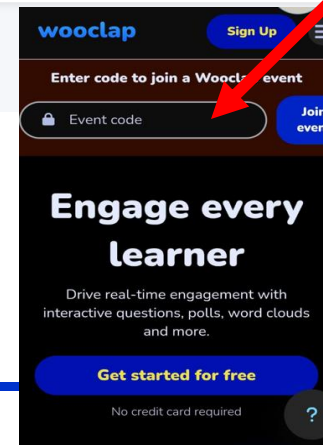 wooclap
Sign Up
Enter code to join a Wooclap event
Event code
Join
Engage every
learner
Drive real-time engagement with
interactive questions, polls, word clouds
and more.
Get started for free
No credit card required
?